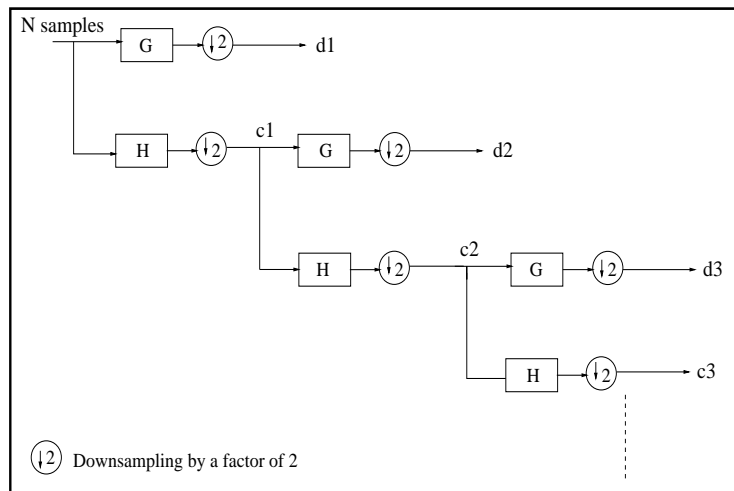 N samples
G
↓2
d1
H
↓2
c1
G
↓2
d2
H
↓2
c2
G
↓2
d3
H
↓2
c3
↓2 Downsampling by a factor of 2